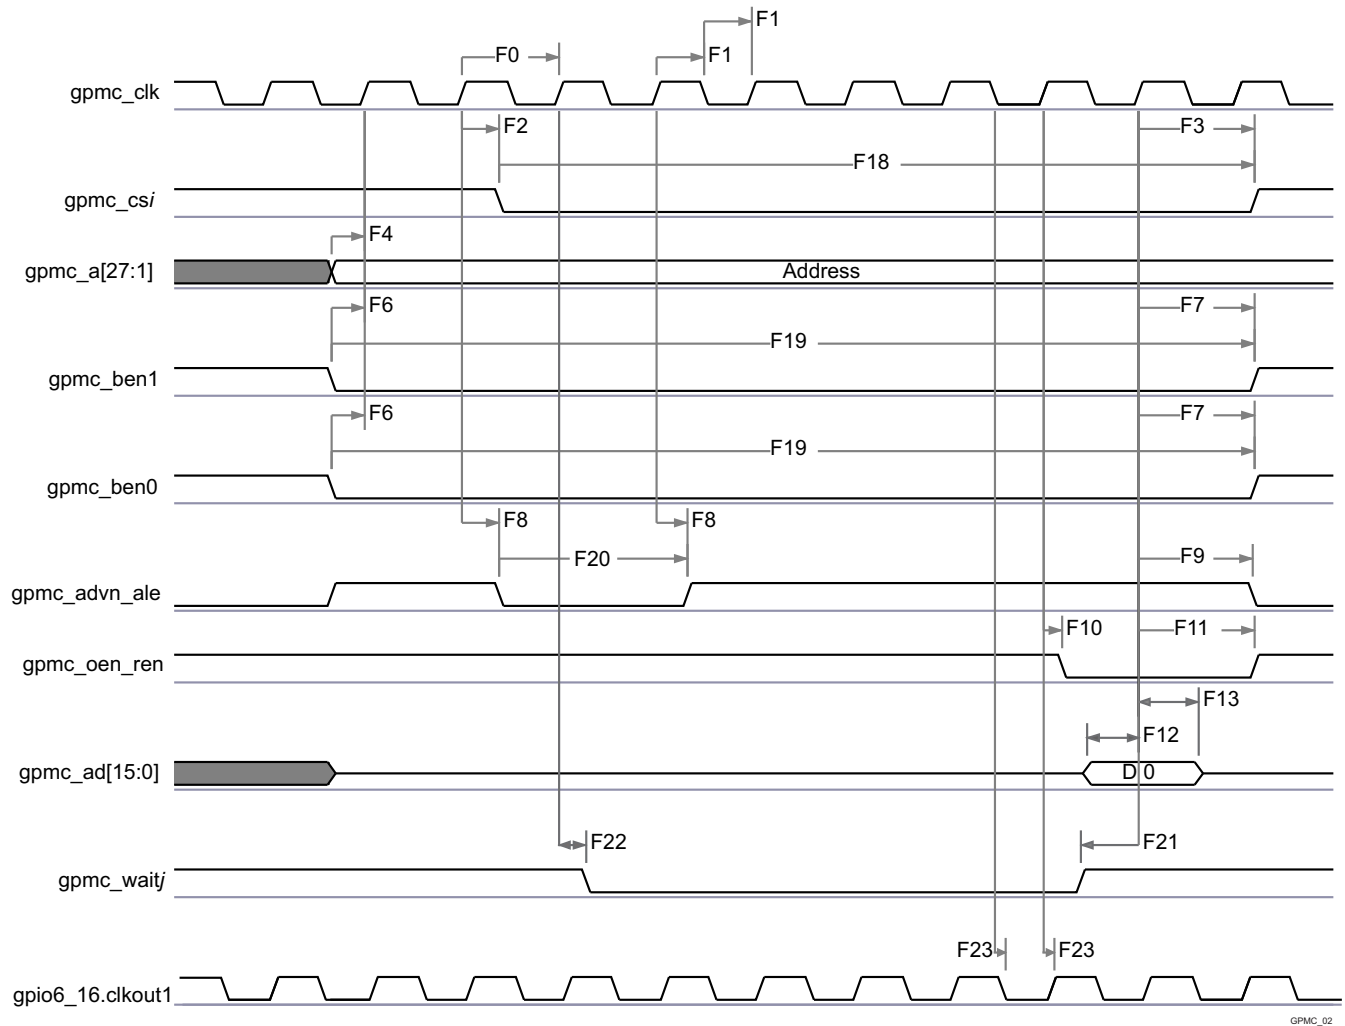 F1
F0 F1
gpmc_clk
F2 F3
F18
gpmc_csi
F4
gpmc_a[27:1] Address
F6 F7
F19
gpmc_ben1
F6 F7
F19
gpmc_ben0
F8 F8
F20 F9
gpmc_advn_ale
F10 F11
gpmc_oen_ren
F13
F12
gpmc_ad[15:0] D 0
F22 F21
gpmc_waitj
F23 F23
gpio6_16.clkout1
GPMC_02